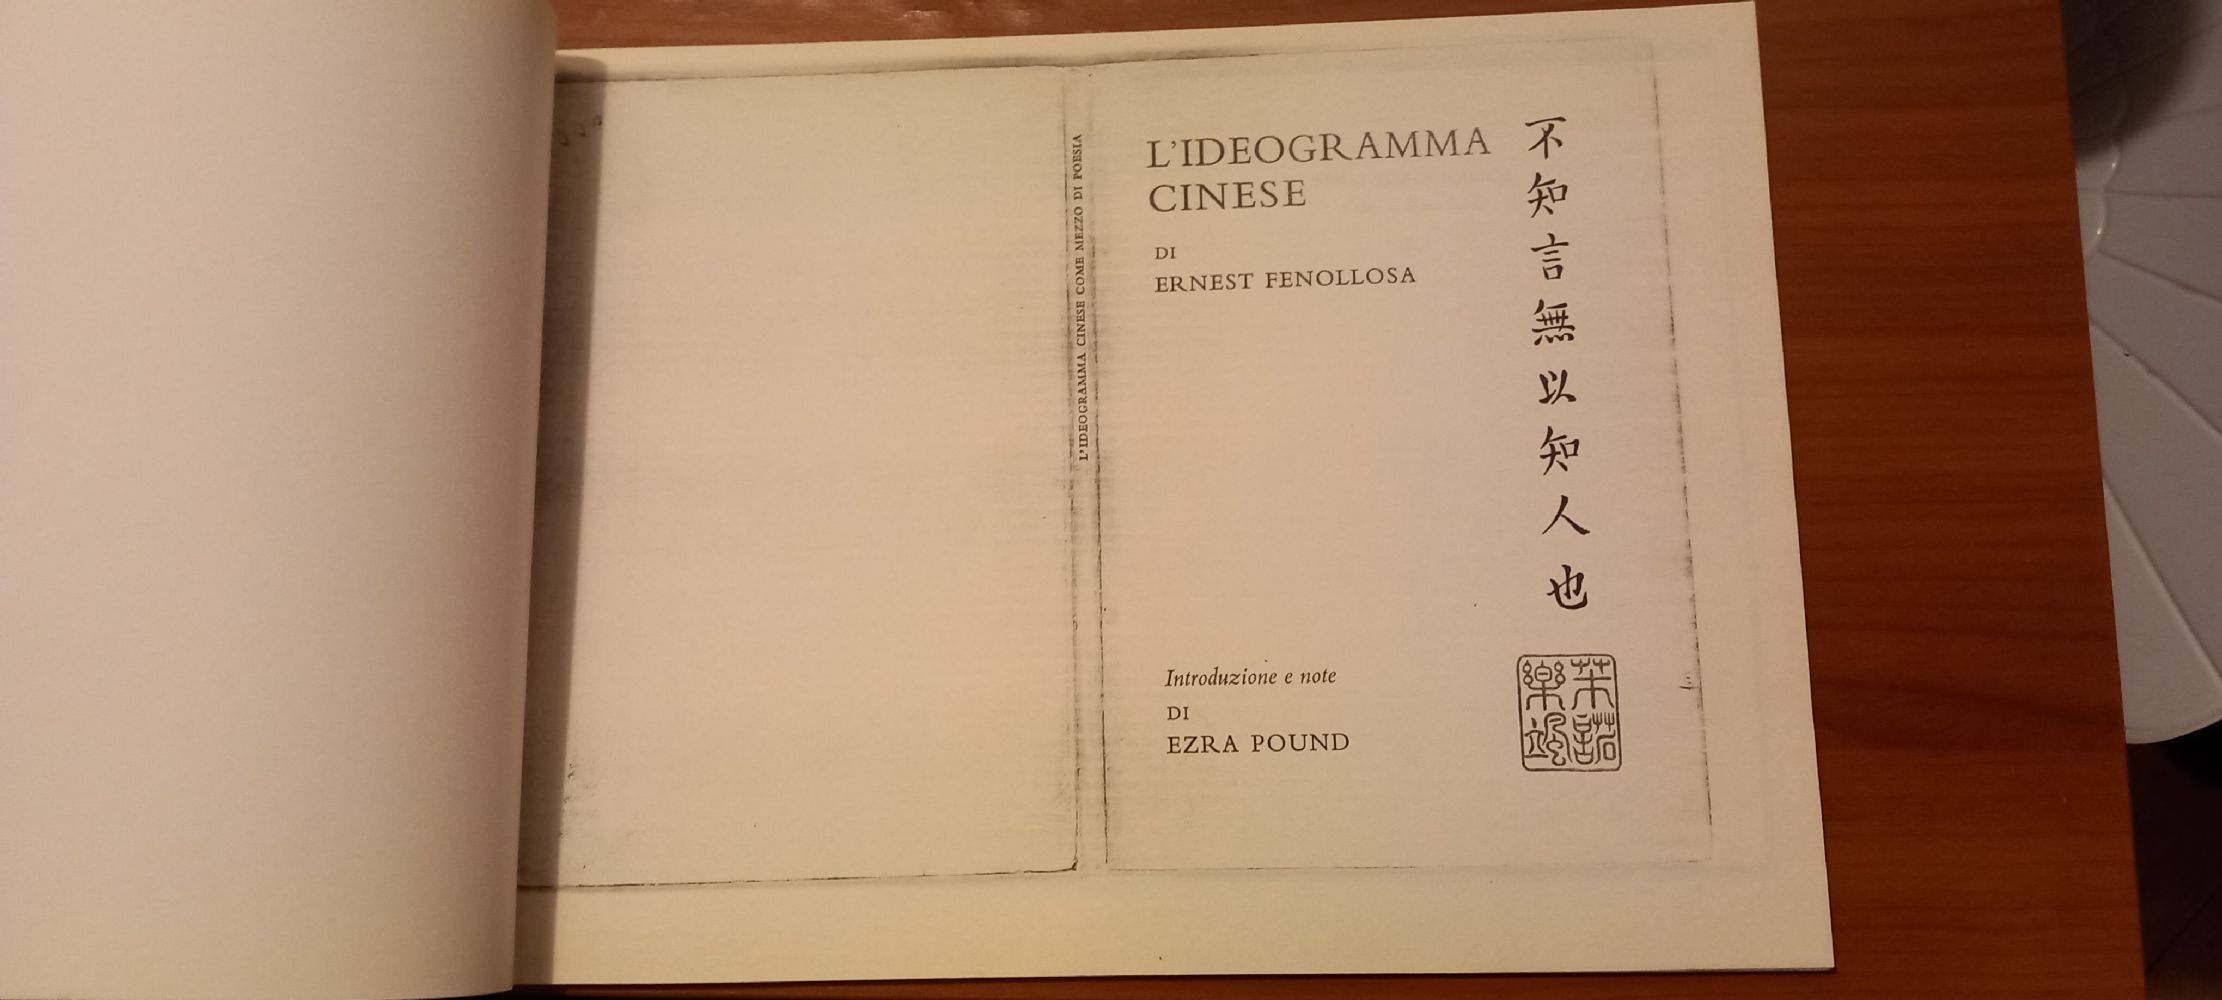 L'IDEOGRAMMA CINESE COME MEZZO DI POESIA
L'IDEOGRAMMA
CINESE
DI
ERNEST FENOLLOSA
不知言無以知人也
Introduzione e note
DI
EZRA POUND